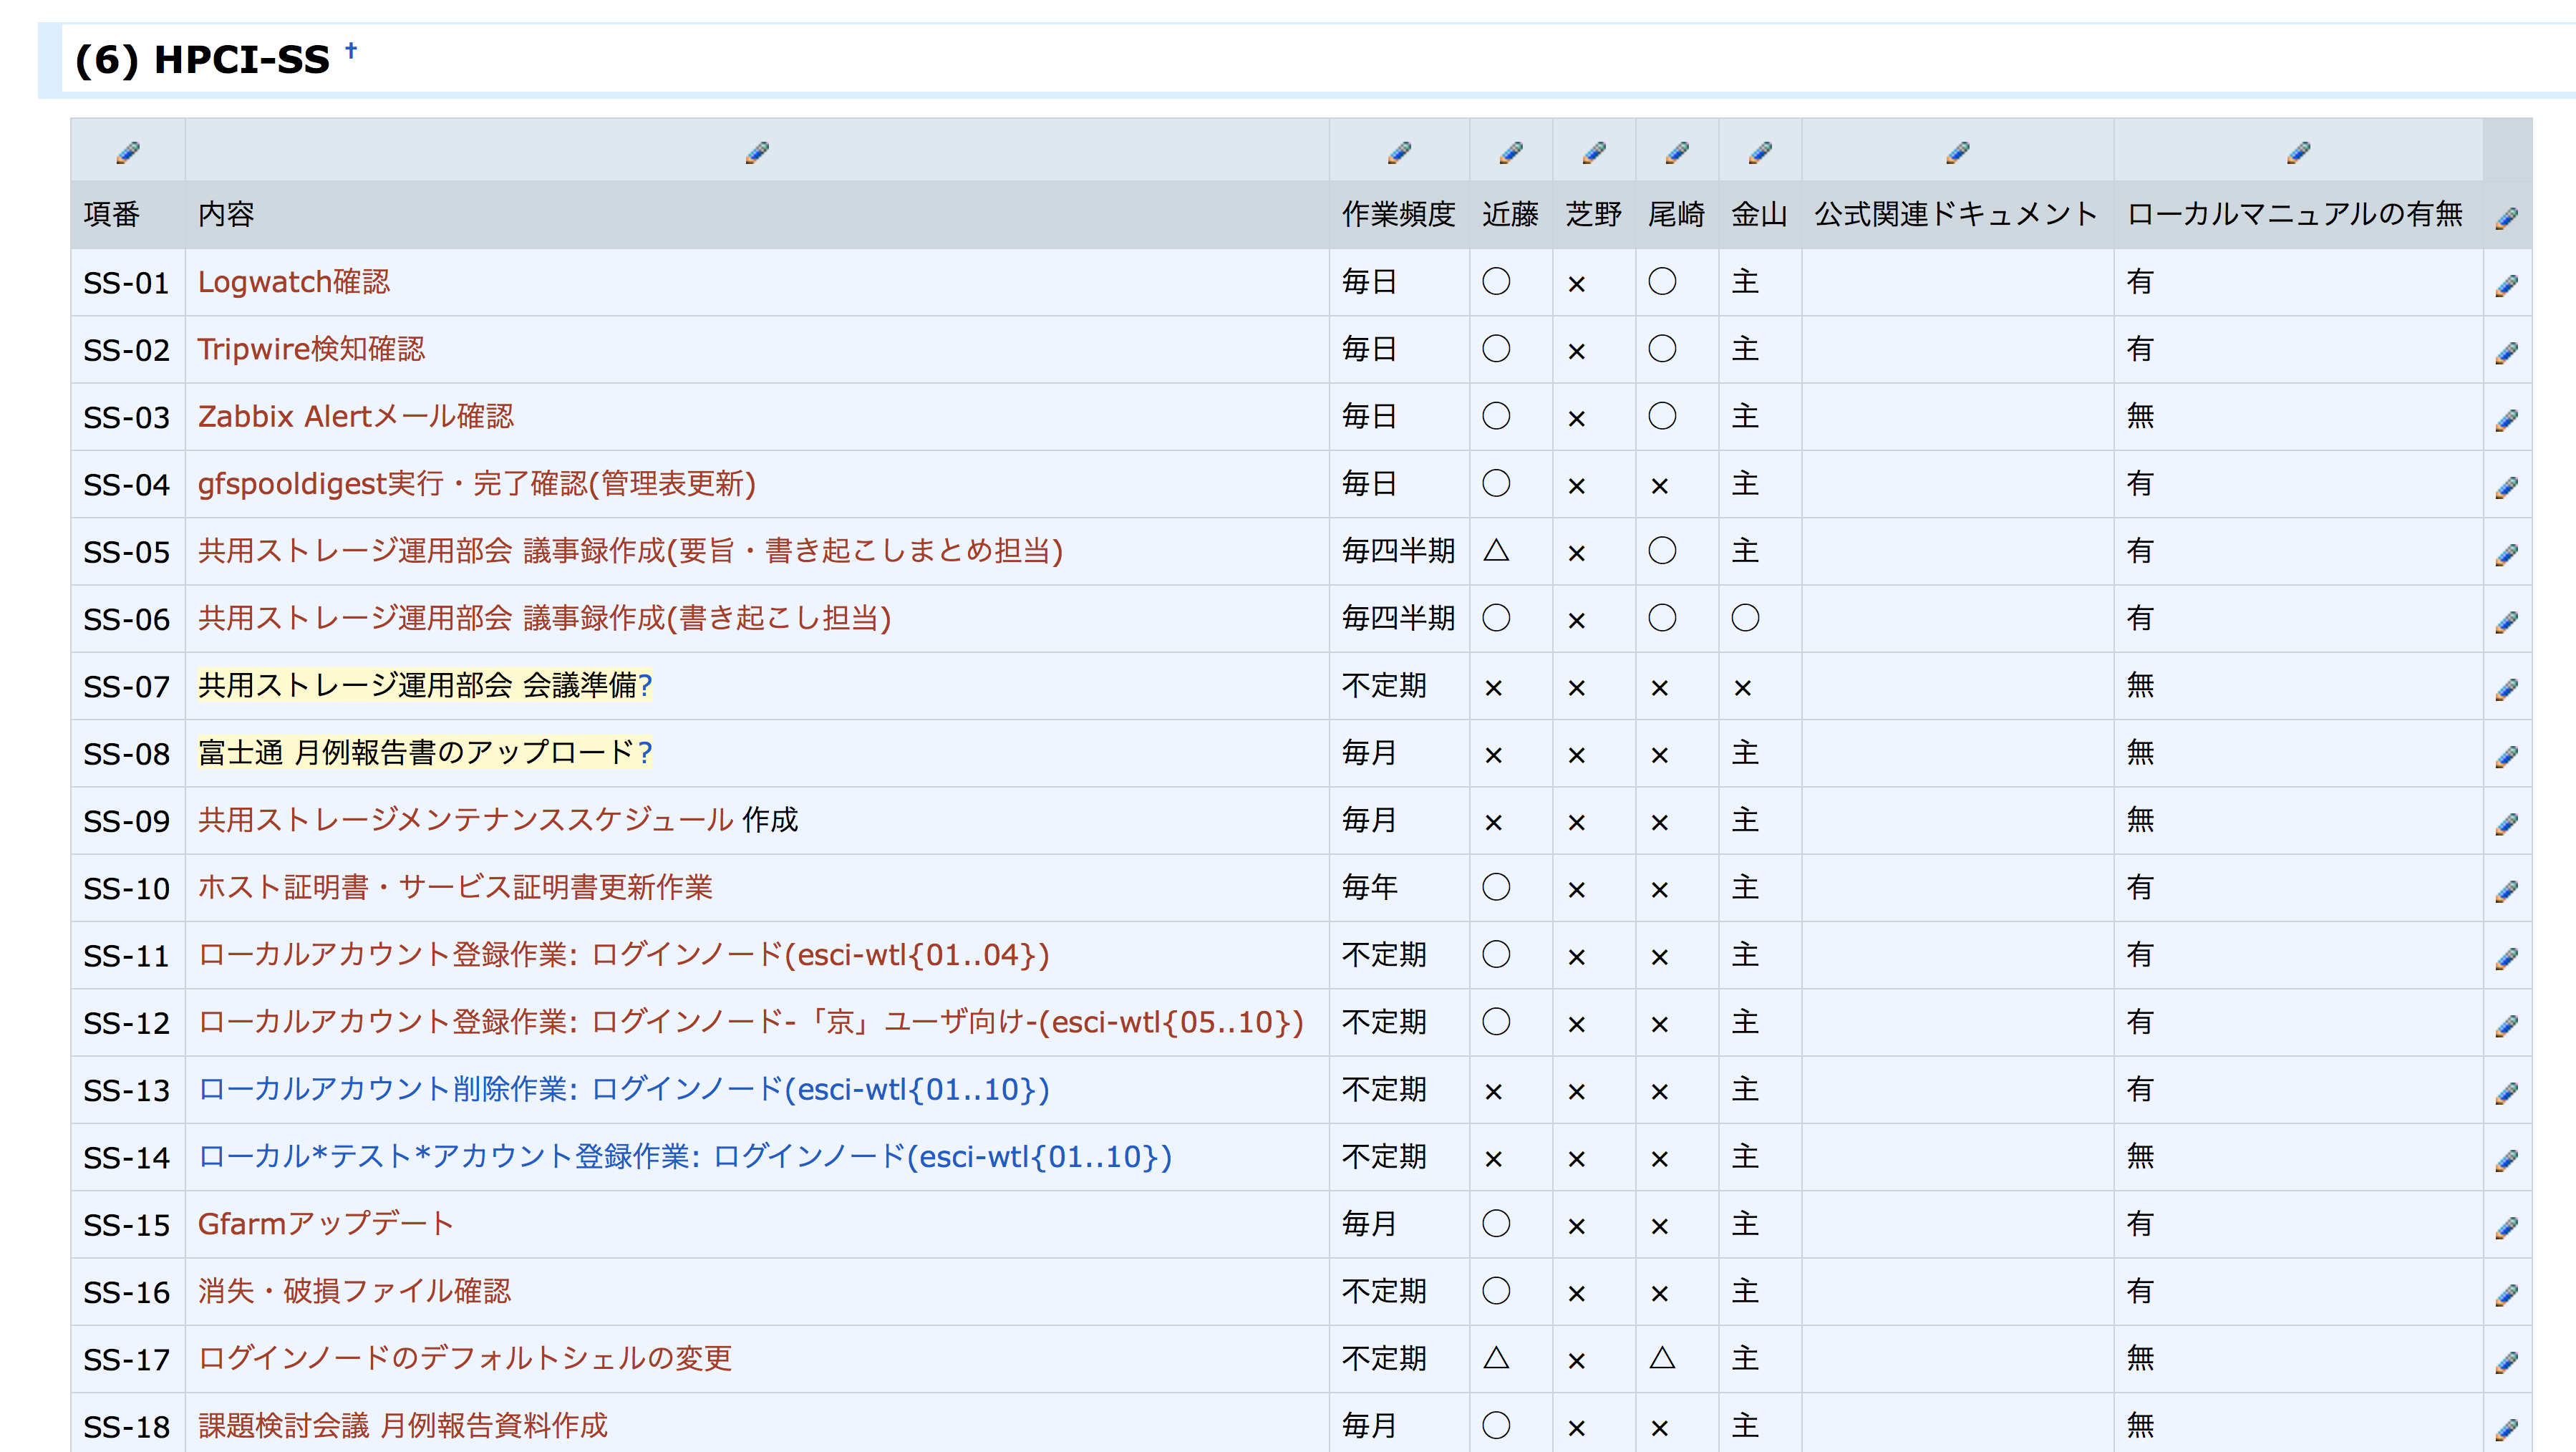 (6) HPCI-SS †
項番 内容 作業頻度 近藤 芝野 尾崎 金山 公式関連ドキュメント ローカルマニュアルの有無
SS-01 Logwatch確認 毎日 ○ × ○ 主 有
SS-02 Tripwire検知確認 毎日 ○ × ○ 主 有
SS-03 Zabbix Alertメール確認 毎日 ○ × ○ 主 無
SS-04 gfspooldigest実行・完了確認(管理表更新) 毎日 ○ × × 主 有
SS-05 共用ストレージ運用部会 議事録作成(要旨・書き起こしまとめ担当) 毎四半期 △ × ○ 主 有
SS-06 共用ストレージ運用部会 議事録作成(書き起こし担当) 毎四半期 ○ × ○ ○ 有
SS-07 共用ストレージ運用部会 会議準備? 不定期 × × × × 無
SS-08 富士通 月例報告書のアップロード? 毎月 × × × 主 無
SS-09 共用ストレージメンテナンススケジュール 作成 毎月 × × × 主 無
SS-10 ホスト証明書・サービス証明書更新作業 毎年 ○ × × 主 有
SS-11 ローカルアカウント登録作業: ログインノード(esci-wtl{01..04}) 不定期 ○ × × 主 有
SS-12 ローカルアカウント登録作業: ログインノード-「京」ユーザ向け-(esci-wtl{05..10}) 不定期 ○ × × 主 有
SS-13 ローカルアカウント削除作業: ログインノード(esci-wtl{01..10}) 不定期 × × × 主 有
SS-14 ローカル*テスト*アカウント登録作業: ログインノード(esci-wtl{01..10}) 不定期 × × × 主 無
SS-15 Gfarmアップデート 毎月 ○ × × 主 有
SS-16 消失・破損ファイル確認 不定期 ○ × × 主 有
SS-17 ログインノードのデフォルトシェルの変更 不定期 △ × △ 主 無
SS-18 課題検討会議 月例報告資料作成 毎月 ○ × × 主 無